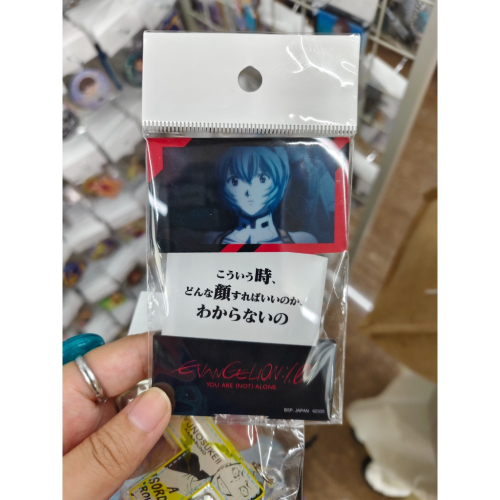 こういう時、
どんな顔すればいいのか、
わからないの
EVANGELION:1.0
YOU ARE (NOT) ALONE.
A